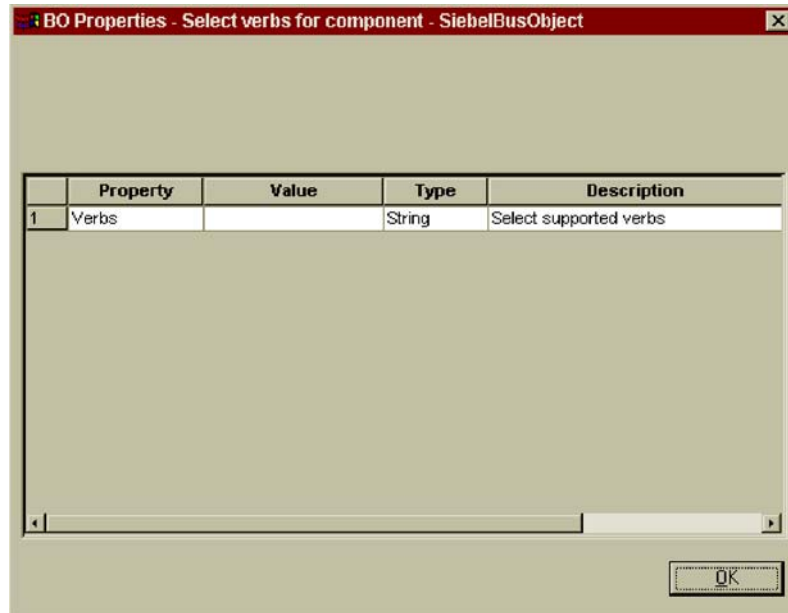 BO Properties - Select verbs for component - SiebelBusObject
Property Value Type Description
1 Verbs String Select supported verbs
OK